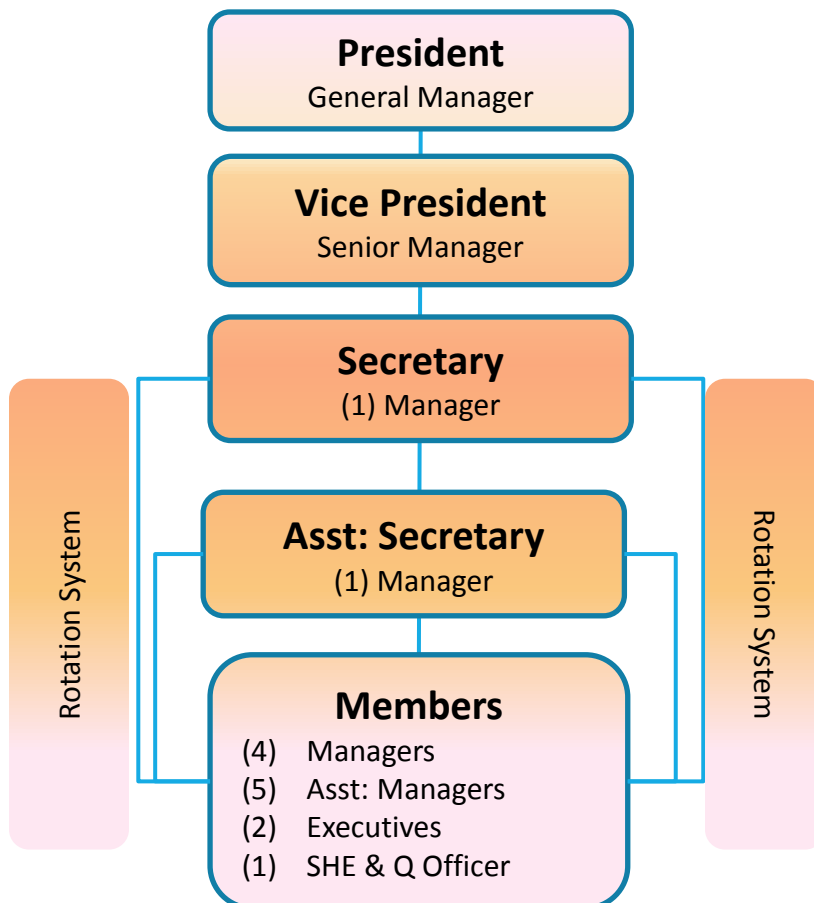 President
General Manager
Vice President
Senior Manager
Secretary
(1) Manager
Rotation System
Rotation System
Asst: Secretary
(1) Manager
Members
(4) Managers
(5) Asst: Managers
(2) Executives
(1) SHE & Q Officer